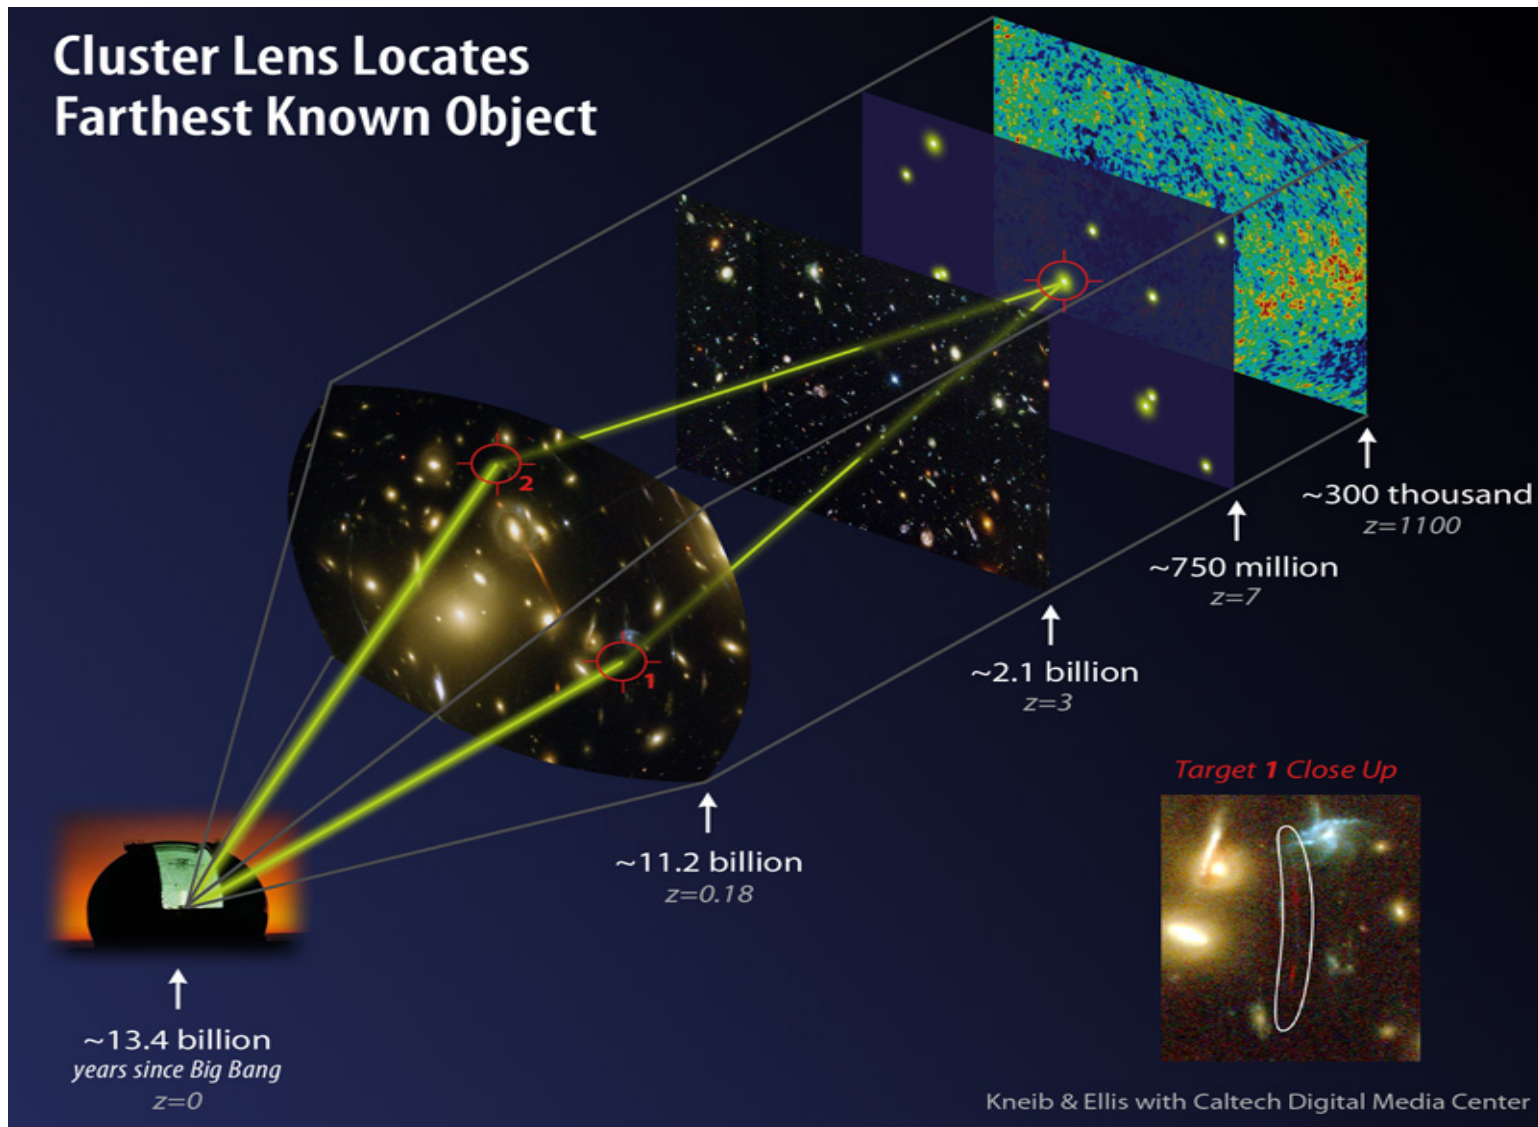 Cluster Lens Locates
Farthest Known Object
2
1
~300 thousand
z=1100
~750 million
z=7
~2.1 billion
z=3
~11.2 billion
z=0.18
~13.4 billion
years since Big Bang
z=0
Target 1 Close Up
Kneib & Ellis with Caltech Digital Media Center